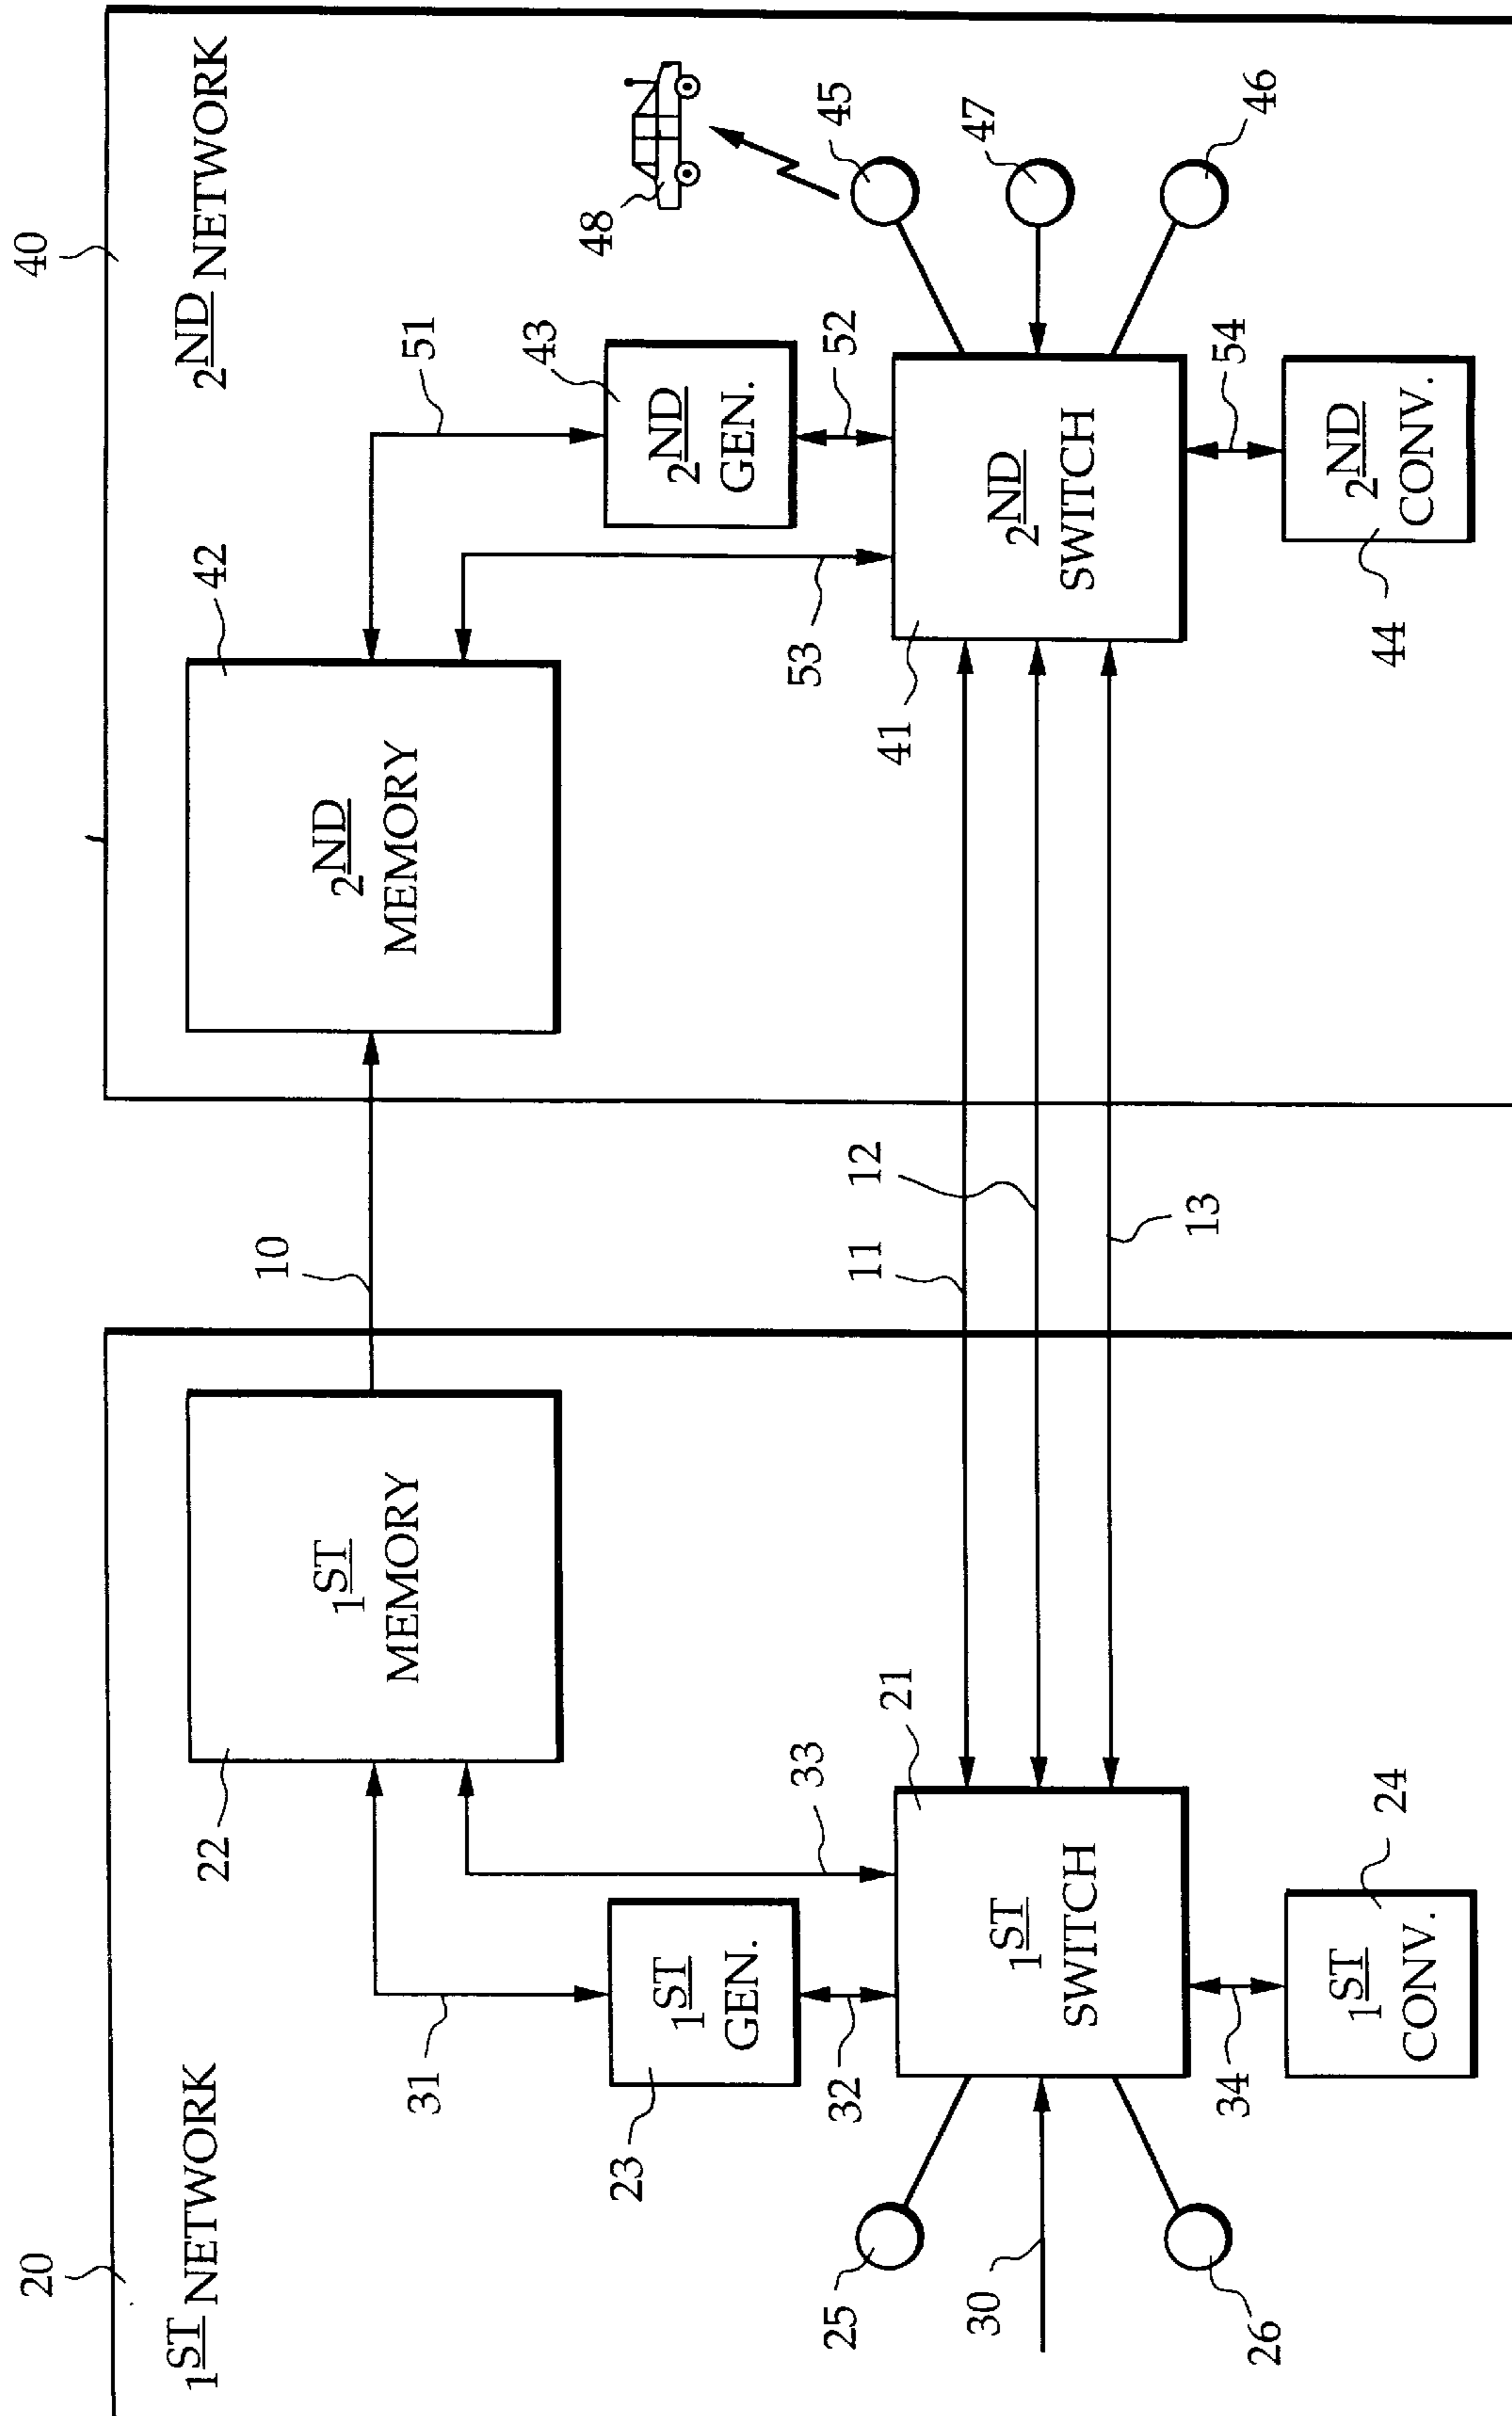 20
1ST NETWORK
22
1ST
MEMORY
31
33
23
1ST
GEN.
32
21
1ST
SWITCH
25
30
26
34
24
1ST
CONV.
10
11
12
13
40
2ND NETWORK
42
2ND
MEMORY
51
53
43
2ND
GEN.
52
41
2ND
SWITCH
48
45
47
46
54
44
2ND
CONV.